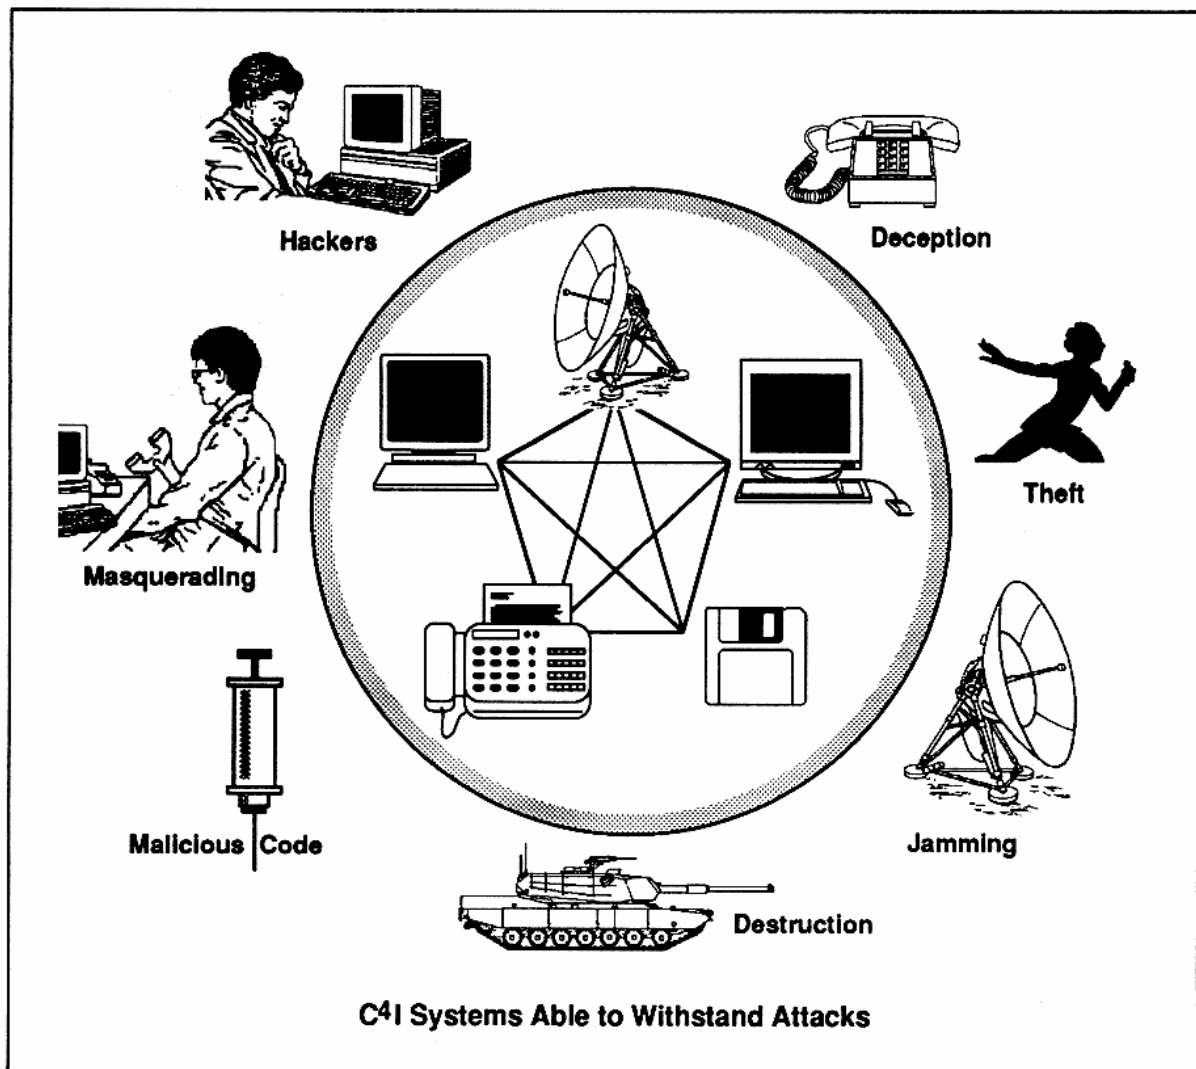 Hackers
Deception
Theft
Masquerading
Malicious Code
Jamming
Destruction
C4I Systems Able to Withstand Attacks